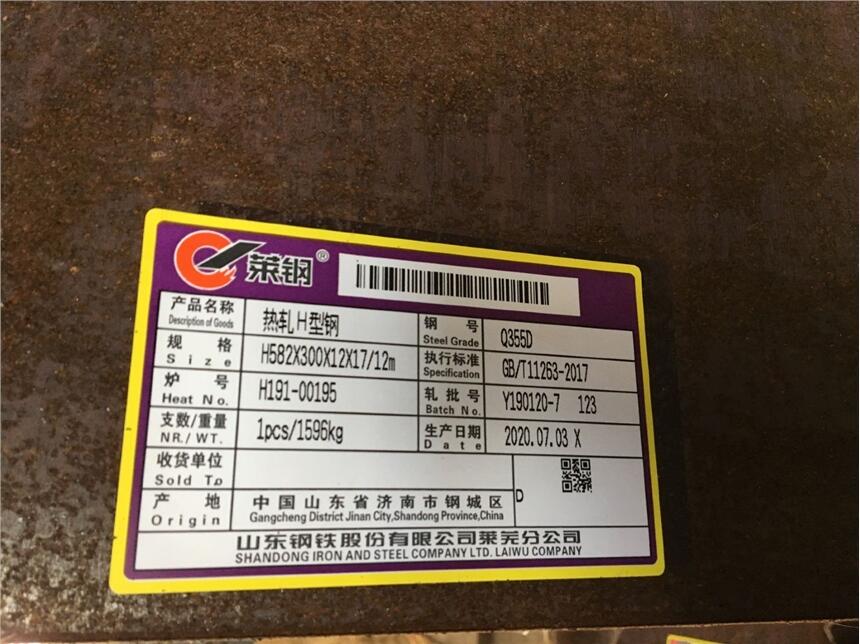 莱钢®
产品名称 热轧H型钢 钢号 Q355D
Description of Goods Steel Grade
规格 H582X300X12X17/12m 执行标准 GB/T11263-2017
Size Specification
炉号 H191-00195 轧批号 Y190120-7 123
Heat No. Batch No.
支数/重量 1pcs/1596kg 生产日期 2020.07.03 X
NR./WT. Date
收货单位
Sold To D
产地 中国山东省济南市钢城区
Origin Gangcheng District Jinan City,Shandong Province,China
山东钢铁股份有限公司莱芜分公司
SHANDONG IRON AND STEEL COMPANY LTD. LAIWU COMPANY